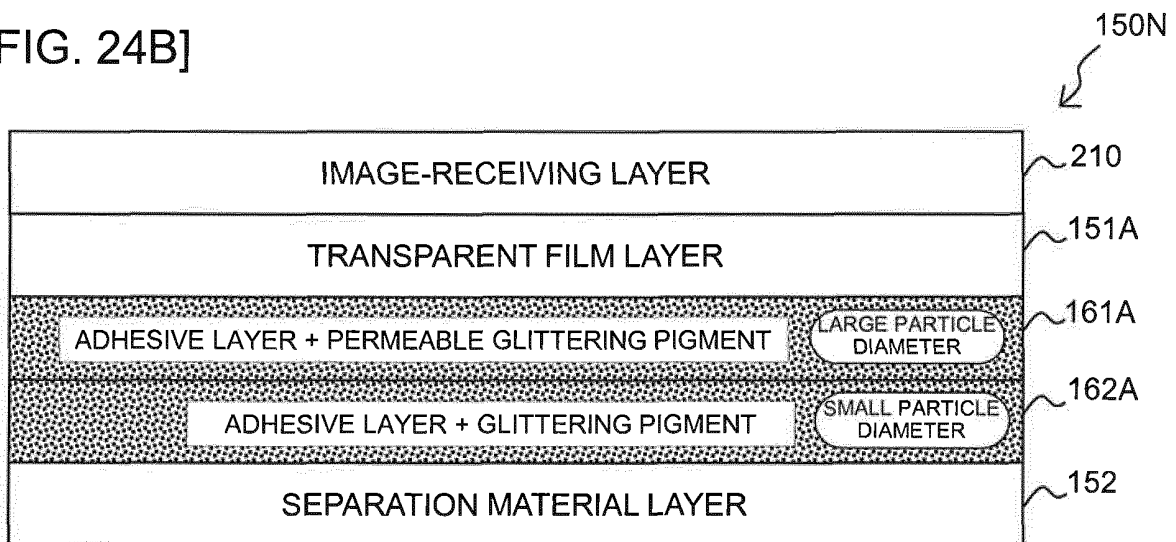 FIG. 24B]
150N
IMAGE-RECEIVING LAYER
210
TRANSPARENT FILM LAYER
151A
ADHESIVE LAYER + PERMEABLE GLITTERING PIGMENT
LARGE PARTICLE
DIAMETER
161A
ADHESIVE LAYER + GLITTERING PIGMENT
SMALL PARTICLE
DIAMETER
162A
SEPARATION MATERIAL LAYER
152